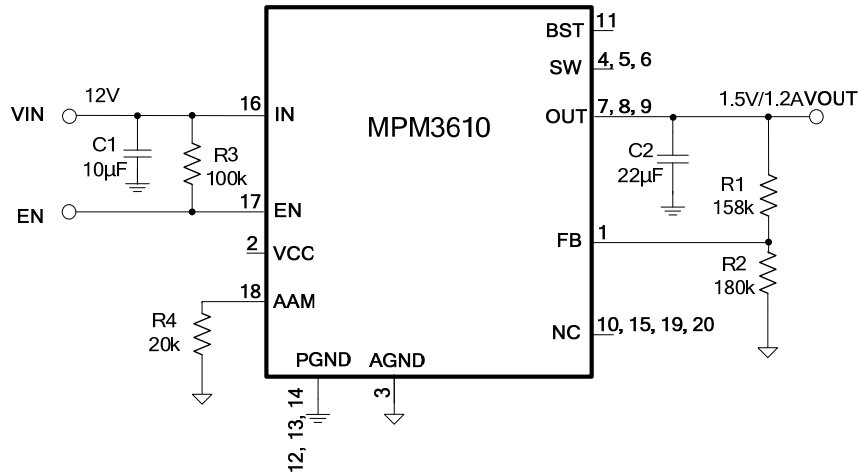 BST 11
SW 4, 5, 6
VIN 12V 16 IN
MPM3610
OUT 7, 8, 9 1.5V/1.2A VOUT
C1
10µF
R3
100k
C2
22µF
R1
158k
EN 17 EN
FB 1
2 VCC
R2
180k
18 AAM
R4
20k
NC 10, 15, 19, 20
PGND AGND
12, 13, 14
3